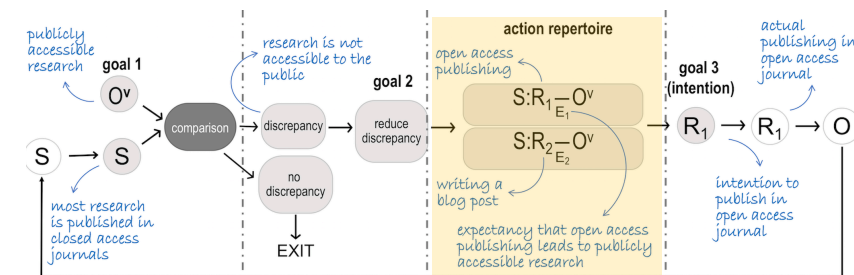 publicly
accessible
research
goal 1
Oᵛ
S
S
most research
is published in
closed access
journals
comparison
research is not
accessible to the
public
discrepancy
no
discrepancy
EXIT
goal 2
reduce
discrepancy
action repertoire
open access
publishing
S:R₁ E₁ Oᵛ
S:R₂ E₂ Oᵛ
writing a
blog post
expectancy that open access
publishing leads to publicly
accessible research
goal 3
(intention)
R₁
R₁
O
actual
publishing in
open access
journal
intention to
publish in
open access
journal